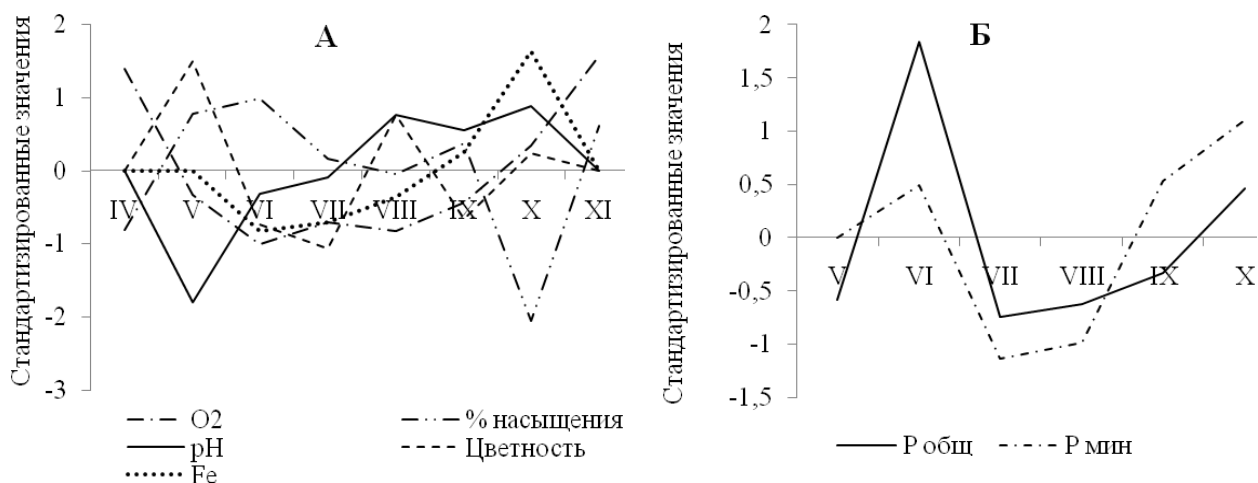 А
Стандартизированные значения
2
1
0
-1
-2
-3
IV V VI VII VIII IX X XI
O2 % насыщения
pH Цветность
Fe
Б
Стандартизированные значения
2
1,5
1
0,5
0
-0,5
-1
-1,5
V VI VII VIII IX X
P общ P мин